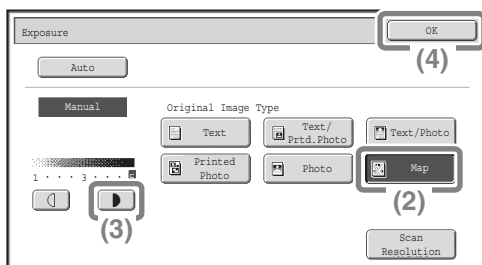 Exposure
OK
(4)
Auto
Manual
Original Image Type
Text
Text/
Prtd.Photo
Text/Photo
1 · · · 3 · · · 5
Printed
Photo
Photo
Map
(3)
(2)
Scan
Resolution